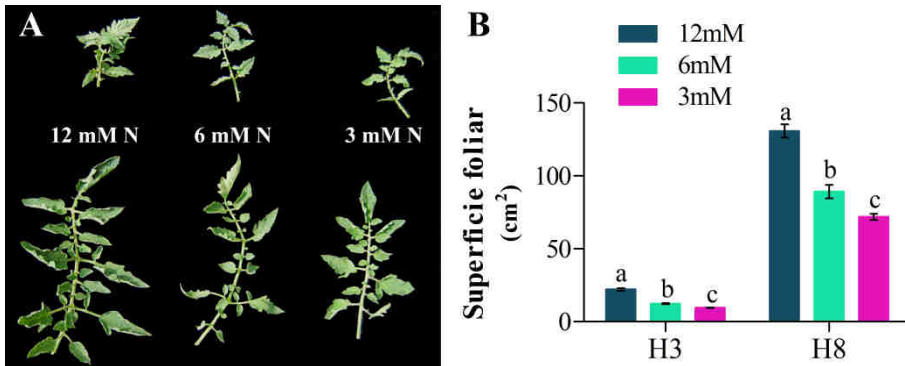 A
12 mM N
6 mM N
3 mM N
B
12mM
6mM
3mM
Superficie foliar
(cm²)
150
100
50
0
a
b
c
a
b
c
H3
H8